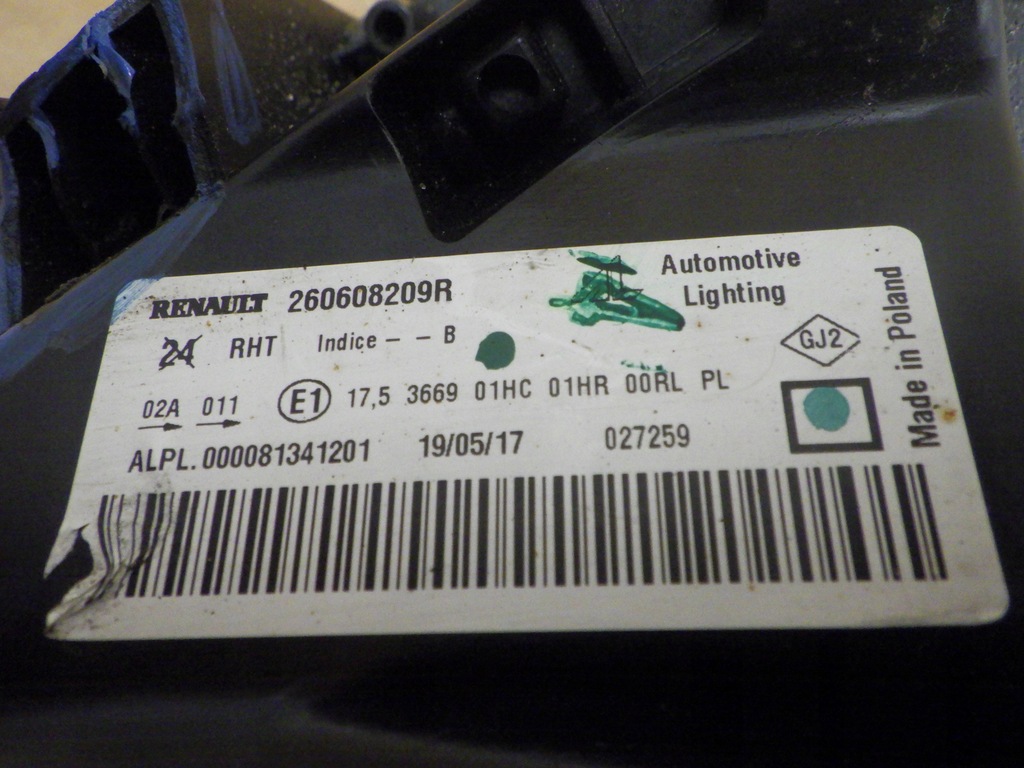 RENAULT 260608209R
Automotive
Lighting
24 RHT Indice - - B
GJ2
02A 011 E1 17,5 3669 01HC 01HR 00RL PL
ALPL.000081341201 19/05/17 027259
Made in Poland